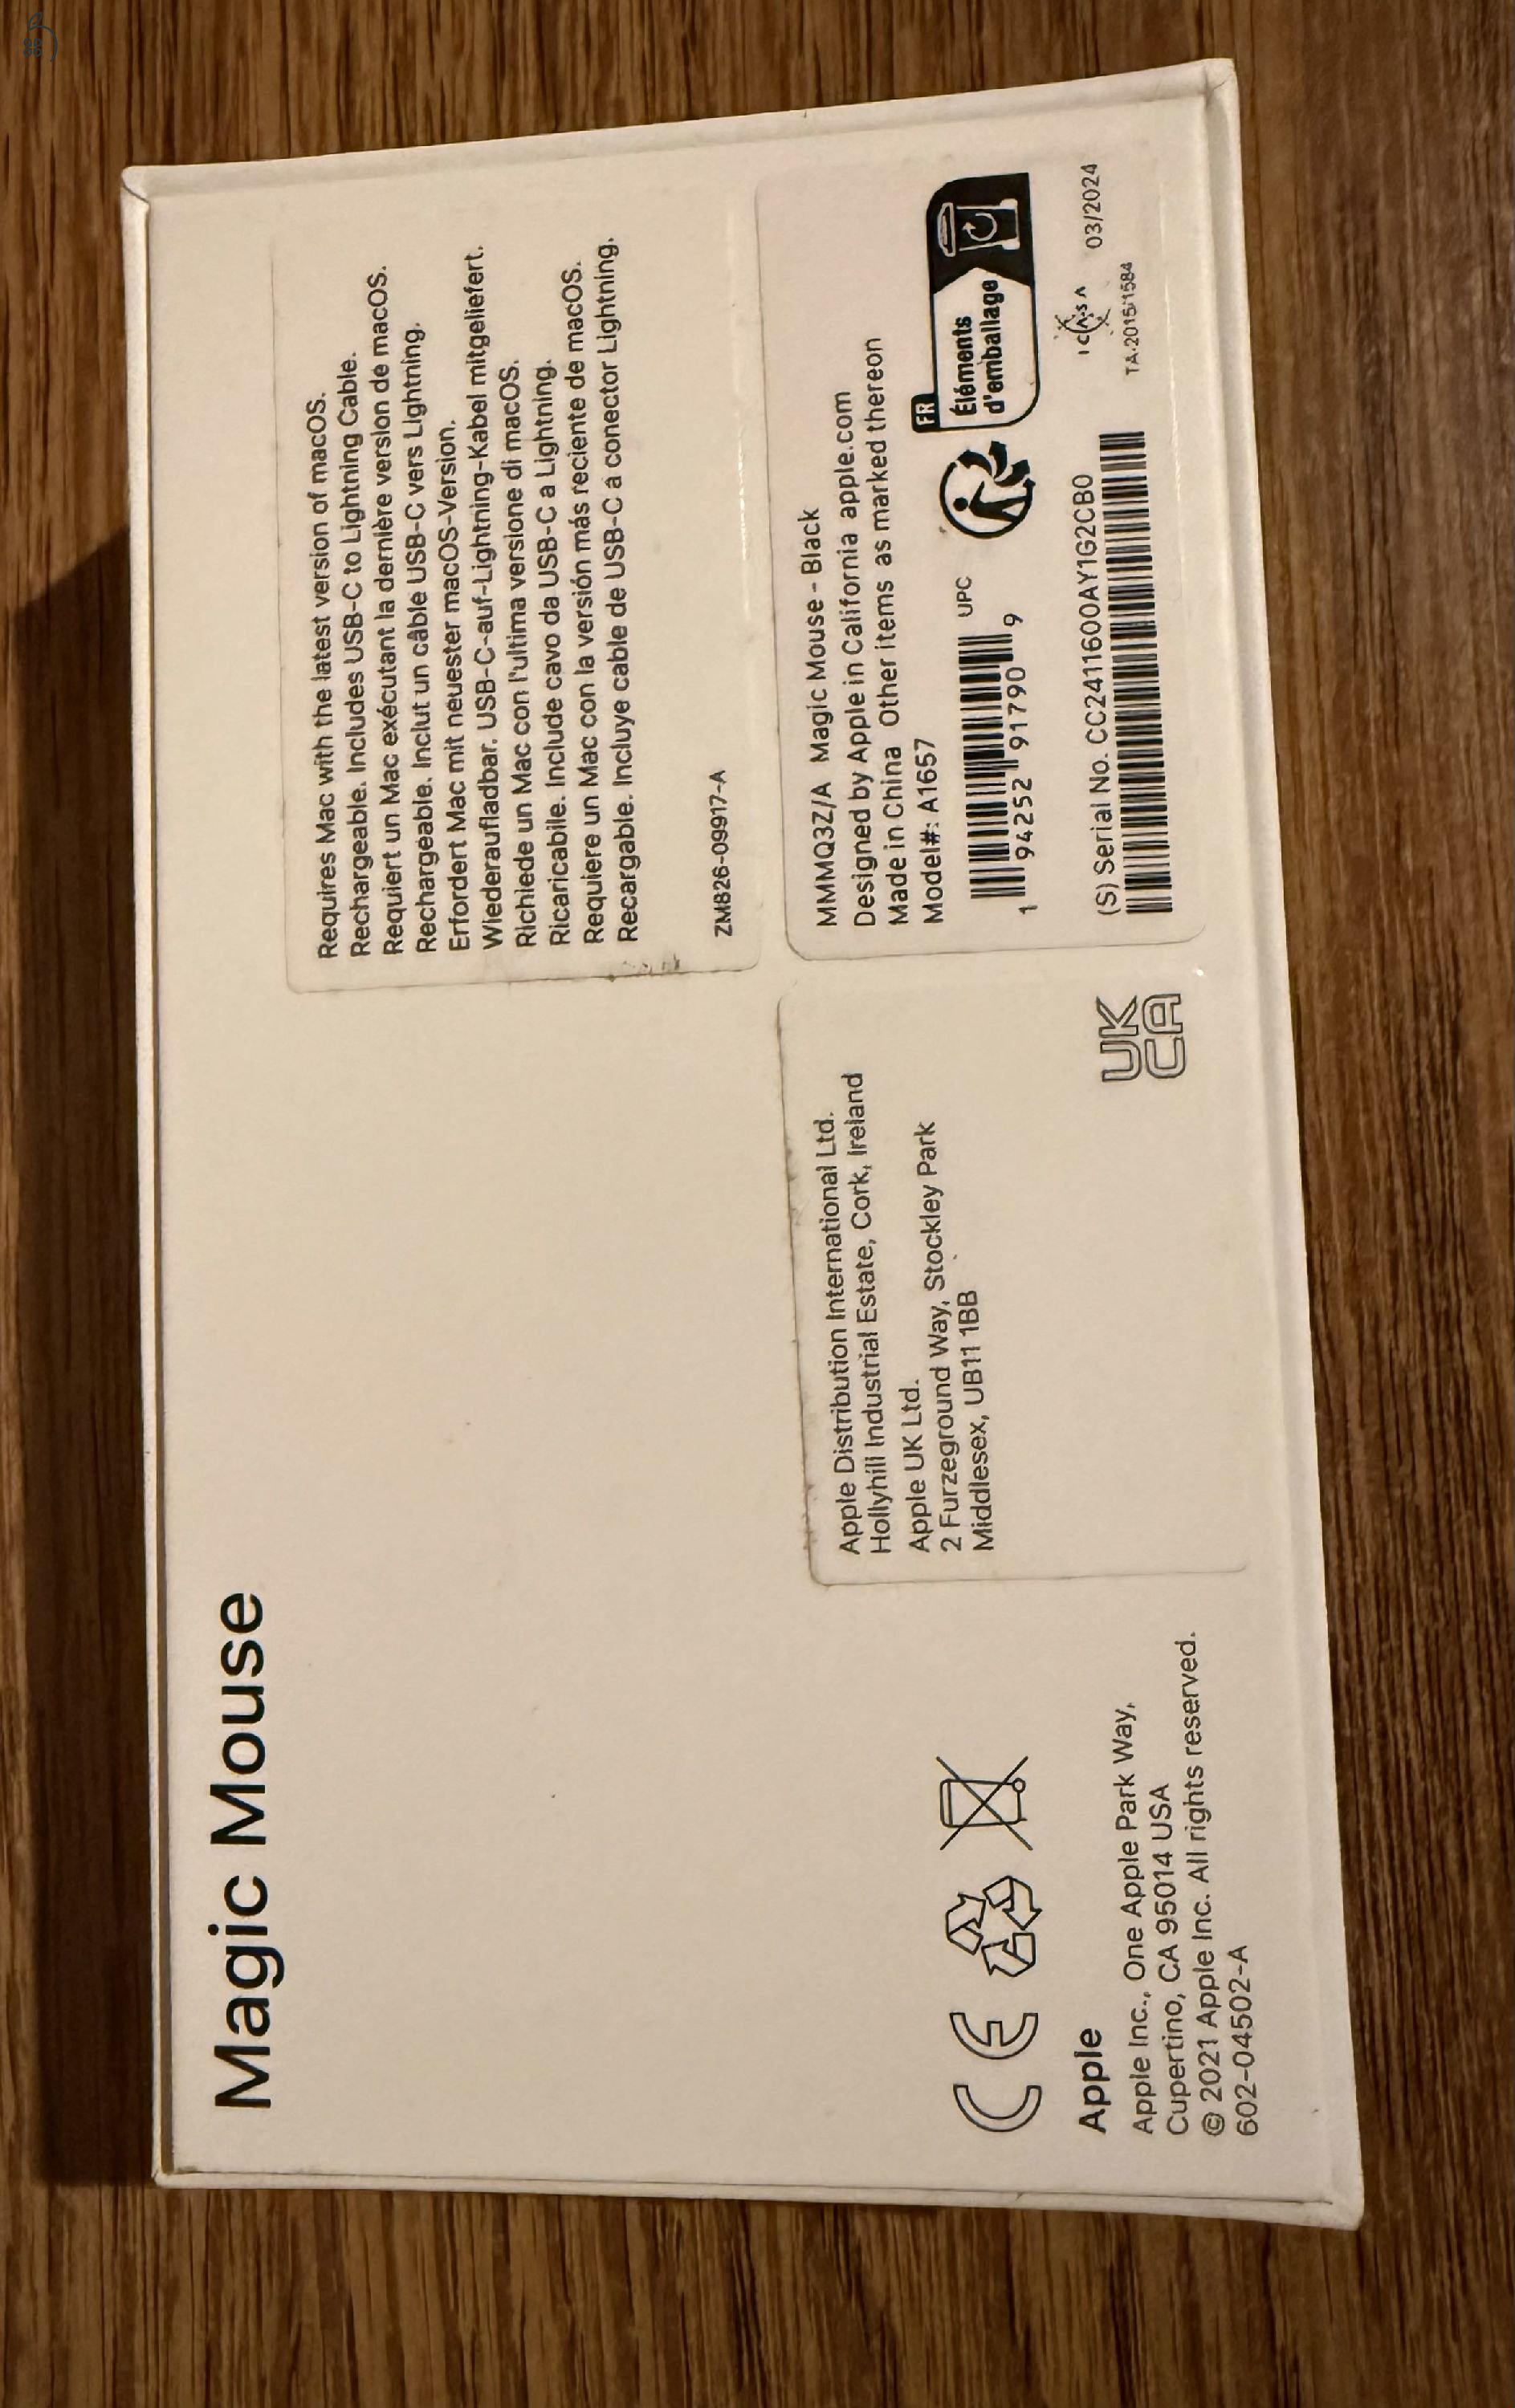 Magic Mouse
Requires Mac with the latest version of macOS.
Rechargeable. Includes USB-C to Lightning Cable.
Requiert un Mac exécutant la dernière version de macOS.
Rechargeable. Inclut un câble USB-C vers Lightning.
Erfordert Mac mit neuester macOS-Version.
Wiederaufladbar. USB-C-auf-Lightning-Kabel mitgeliefert.
Richiede un Mac con l'ultima versione di macOS.
Ricaricabile. Include cavo da USB-C a Lightning.
Requiere un Mac con la versión más reciente de macOS.
Recargable. Incluye cable de USB-C a conector Lightning.
ZM826-09917-A
CE
Apple
Apple Inc., One Apple Park Way,
Cupertino, CA 95014 USA
© 2021 Apple Inc. All rights reserved.
602-04502-A
Apple Distribution International Ltd.
Hollyhill Industrial Estate, Cork, Ireland
Apple UK Ltd.
2 Furzeground Way, Stockley Park
Middlesex, UB11 1BB
UK
CA
MMMQ3Z/A Magic Mouse - Black
Designed by Apple in California apple.com
Made in China Other items as marked thereon
Model#: A1657
UPC
1 94252 91790 9
FR
Éléments
d'emballage
(S) Serial No. CC2411600AY1G2CB0
ICASA
03/2024
TA-2015/1584